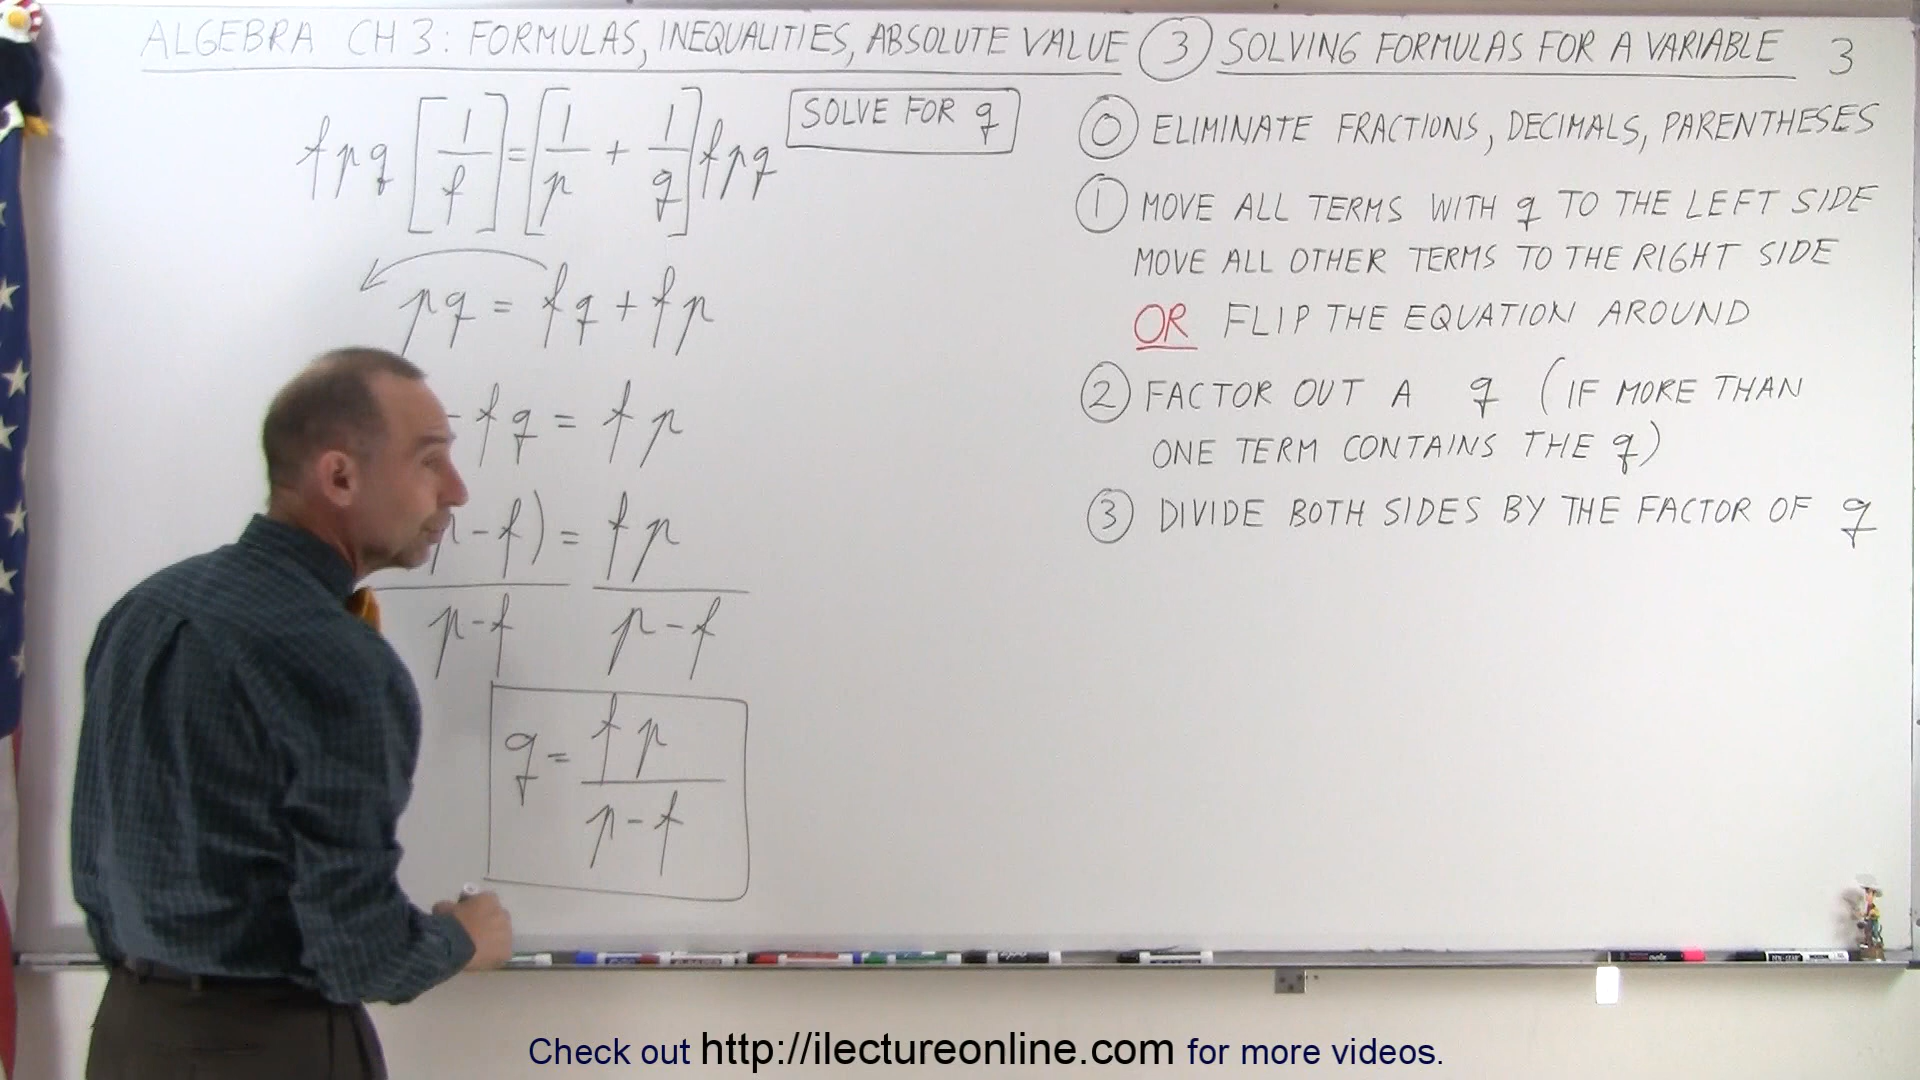 ALGEBRA CH 3: FORMULAS, INEQUALITIES, ABSOLUTE VALUE ③ SOLVING FORMULAS FOR A VARIABLE 3
fpq [1/f] = [1/p + 1/q] fpq
SOLVE FOR q
pq = fq + fp
- fq = fp
p - f) = fp
p - f p - f
q = fp/p - f
⓪ ELIMINATE FRACTIONS, DECIMALS, PARENTHESES
① MOVE ALL TERMS WITH q TO THE LEFT SIDE
MOVE ALL OTHER TERMS TO THE RIGHT SIDE
OR FLIP THE EQUATION AROUND
② FACTOR OUT A q (IF MORE THAN
ONE TERM CONTAINS THE q)
③ DIVIDE BOTH SIDES BY THE FACTOR OF q
Check out http://ilectureonline.com for more videos.